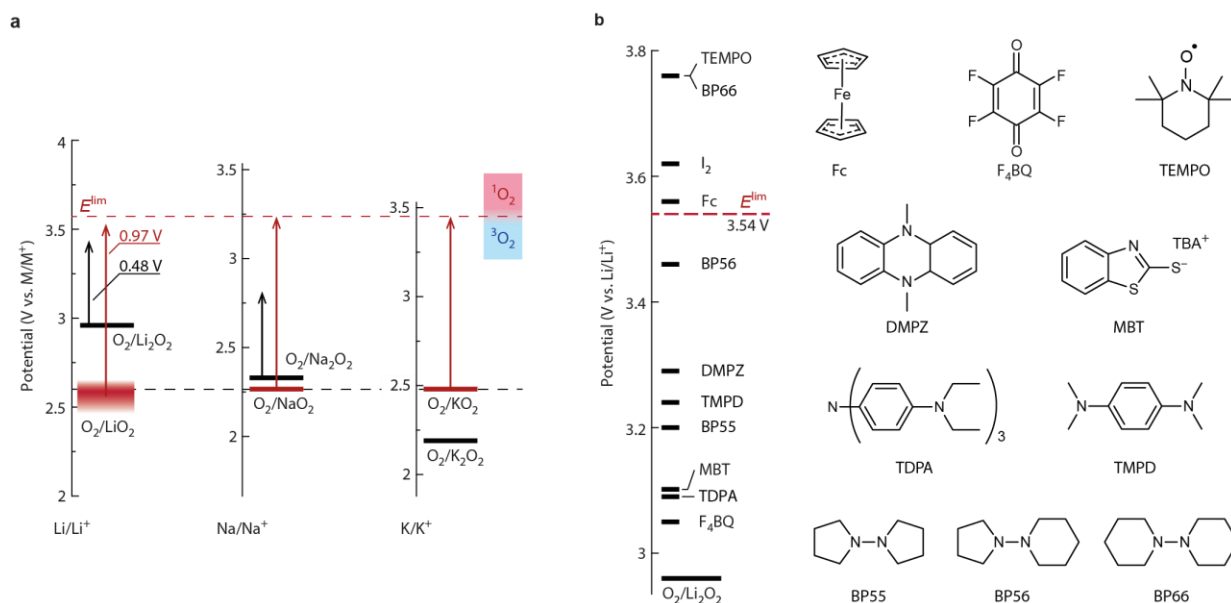 a
Potential (V vs. M/M⁺)
4
3.5
3
2.5
2
Eˡⁱᵐ
0.97 V
0.48 V
O₂/Li₂O₂
O₂/LiO₂
Li/Li⁺
3.5
3
2.5
2
O₂/Na₂O₂
O₂/NaO₂
Na/Na⁺
3.5
3
2.5
2
¹O₂
³O₂
O₂/KO₂
O₂/K₂O₂
K/K⁺
b
Potential (V vs. Li/Li⁺)
3.8
3.6
3.4
3.2
3
TEMPO
BP66
I₂
Fc
Eˡⁱᵐ
3.54 V
BP56
DMPZ
TMPD
BP55
MBT
TDPA
F₄BQ
O₂/Li₂O₂
Fe
Fc
O
F
F
F
F
O
F₄BQ
O•
N
TEMPO
N
N
DMPZ
N
S
S⁻
TBA⁺
MBT
N
N
3
TDPA
N
N
TMPD
N
N
BP55
N
N
BP56
N
N
BP66